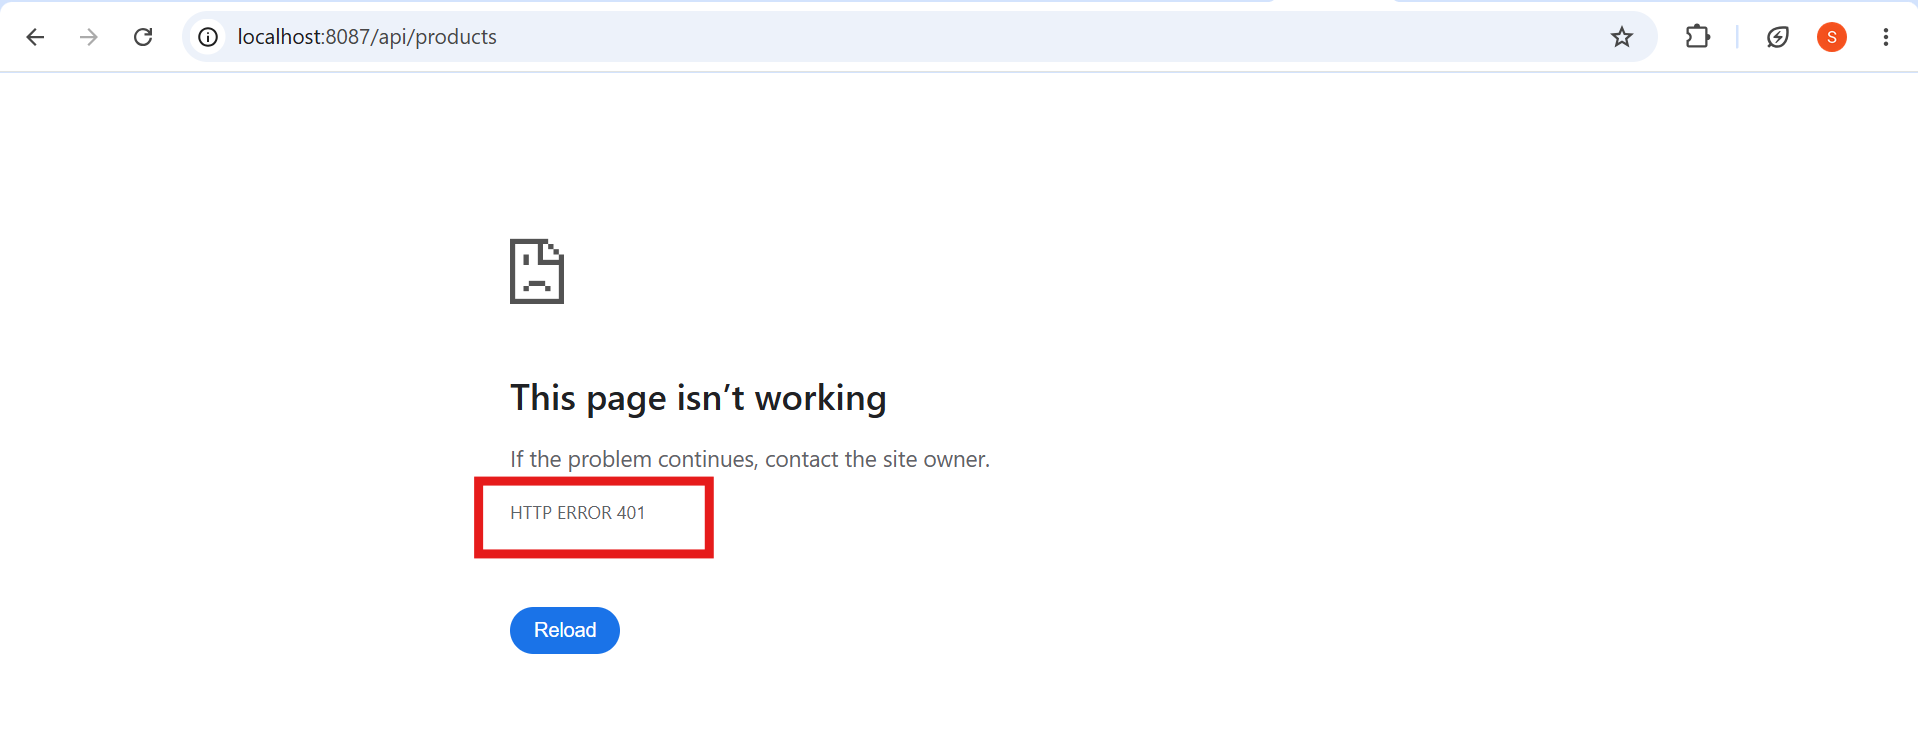 localhost:8087/api/products
S
This page isn’t working
If the problem continues, contact the site owner.
HTTP ERROR 401
Reload